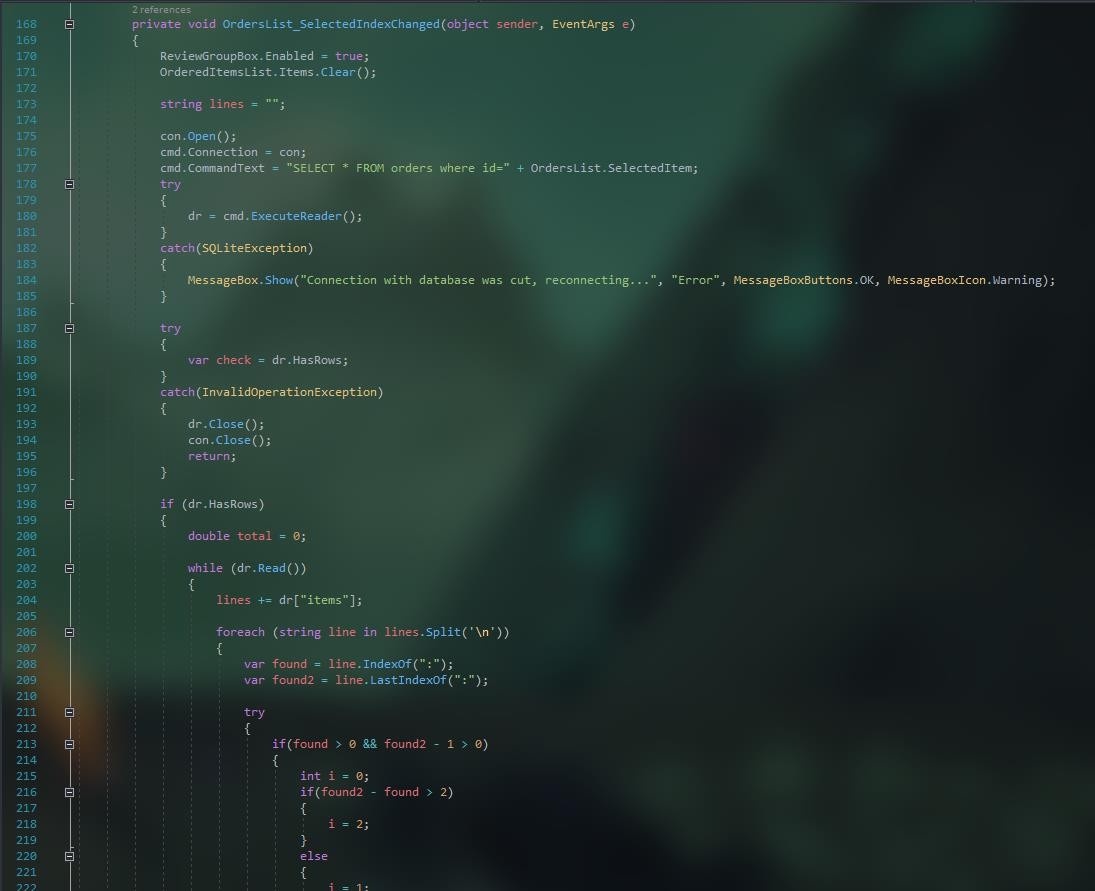 2 references
168 private void OrdersList_SelectedIndexChanged(object sender, EventArgs e)
169 {
170 ReviewGroupBox.Enabled = true;
171 OrderedItemsList.Items.Clear();
172
173 string lines = "";
174
175 con.Open();
176 cmd.Connection = con;
177 cmd.CommandText = "SELECT * FROM orders where id=" + OrdersList.SelectedItem;
178 try
179 {
180 dr = cmd.ExecuteReader();
181 }
182 catch(SQLiteException)
183 {
184 MessageBox.Show("Connection with database was cut, reconnecting...", "Error", MessageBoxButtons.OK, MessageBoxIcon.Warning);
185 }
186
187 try
188 {
189 var check = dr.HasRows;
190 }
191 catch(InvalidOperationException)
192 {
193 dr.Close();
194 con.Close();
195 return;
196 }
197
198 if (dr.HasRows)
199 {
200 double total = 0;
201
202 while (dr.Read())
203 {
204 lines += dr["items"];
205
206 foreach (string line in lines.Split('\n'))
207 {
208 var found = line.IndexOf(":");
209 var found2 = line.LastIndexOf(":");
210
211 try
212 {
213 if(found > 0 && found2 - 1 > 0)
214 {
215 int i = 0;
216 if(found2 - found > 2)
217 {
218 i = 2;
219 }
220 else
221 {
222 i = 1;